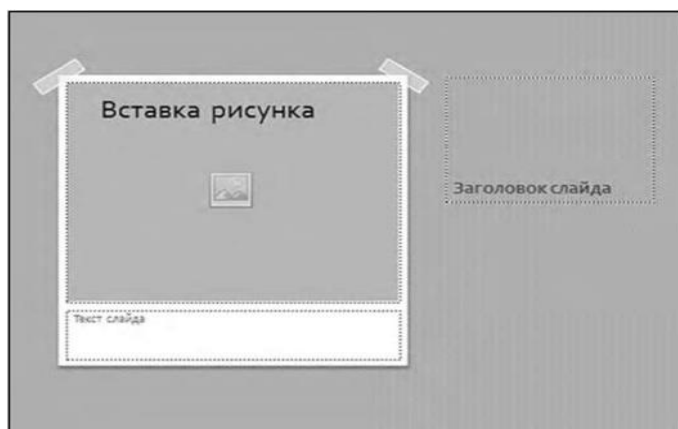 Вставка рисунка
Заголовок слайда
Текст слайда